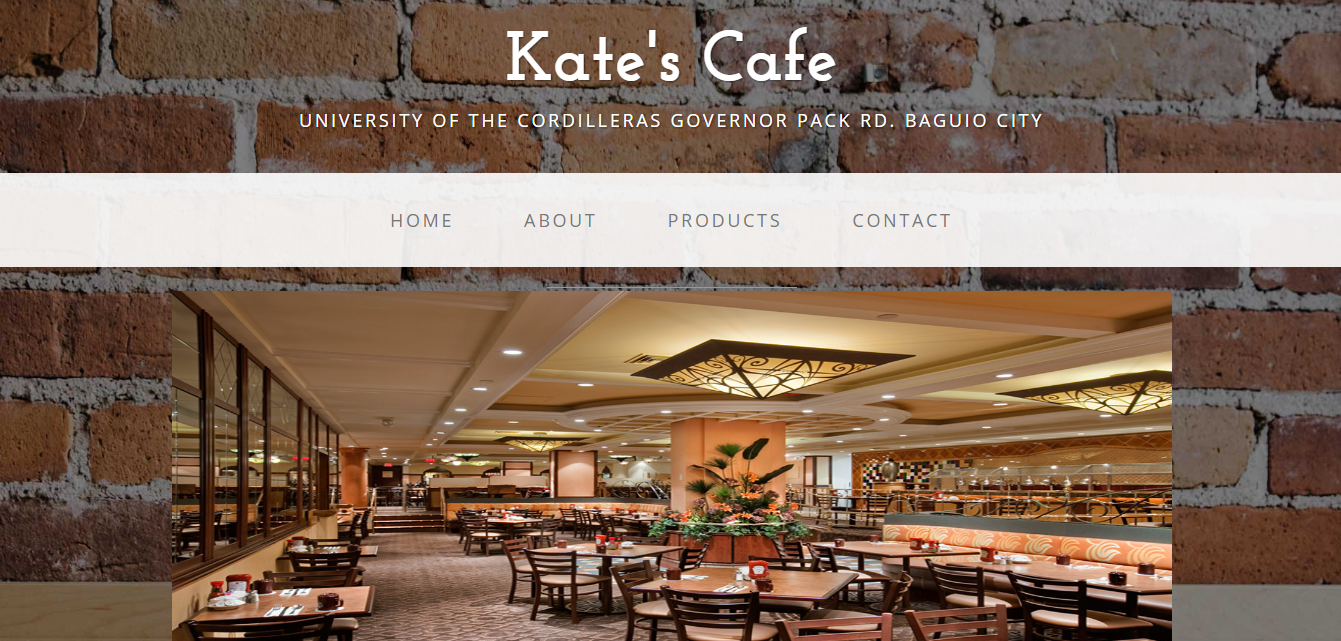 Kate's Cafe
UNIVERSITY OF THE CORDILLERAS GOVERNOR PACK RD. BAGUIO CITY
HOME ABOUT PRODUCTS CONTACT